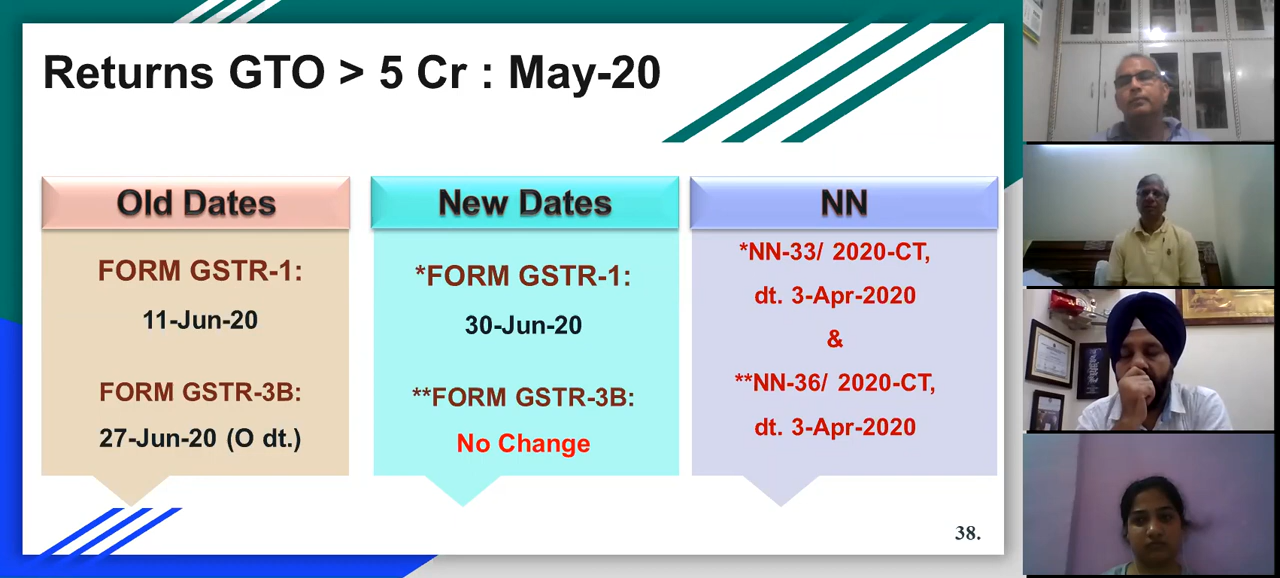 Returns GTO > 5 Cr : May-20
Old Dates
FORM GSTR-1:
11-Jun-20
FORM GSTR-3B:
27-Jun-20 (O dt.)
New Dates
*FORM GSTR-1:
30-Jun-20
**FORM GSTR-3B:
No Change
NN
*NN-33/ 2020-CT,
dt. 3-Apr-2020
&
**NN-36/ 2020-CT,
dt. 3-Apr-2020
38.